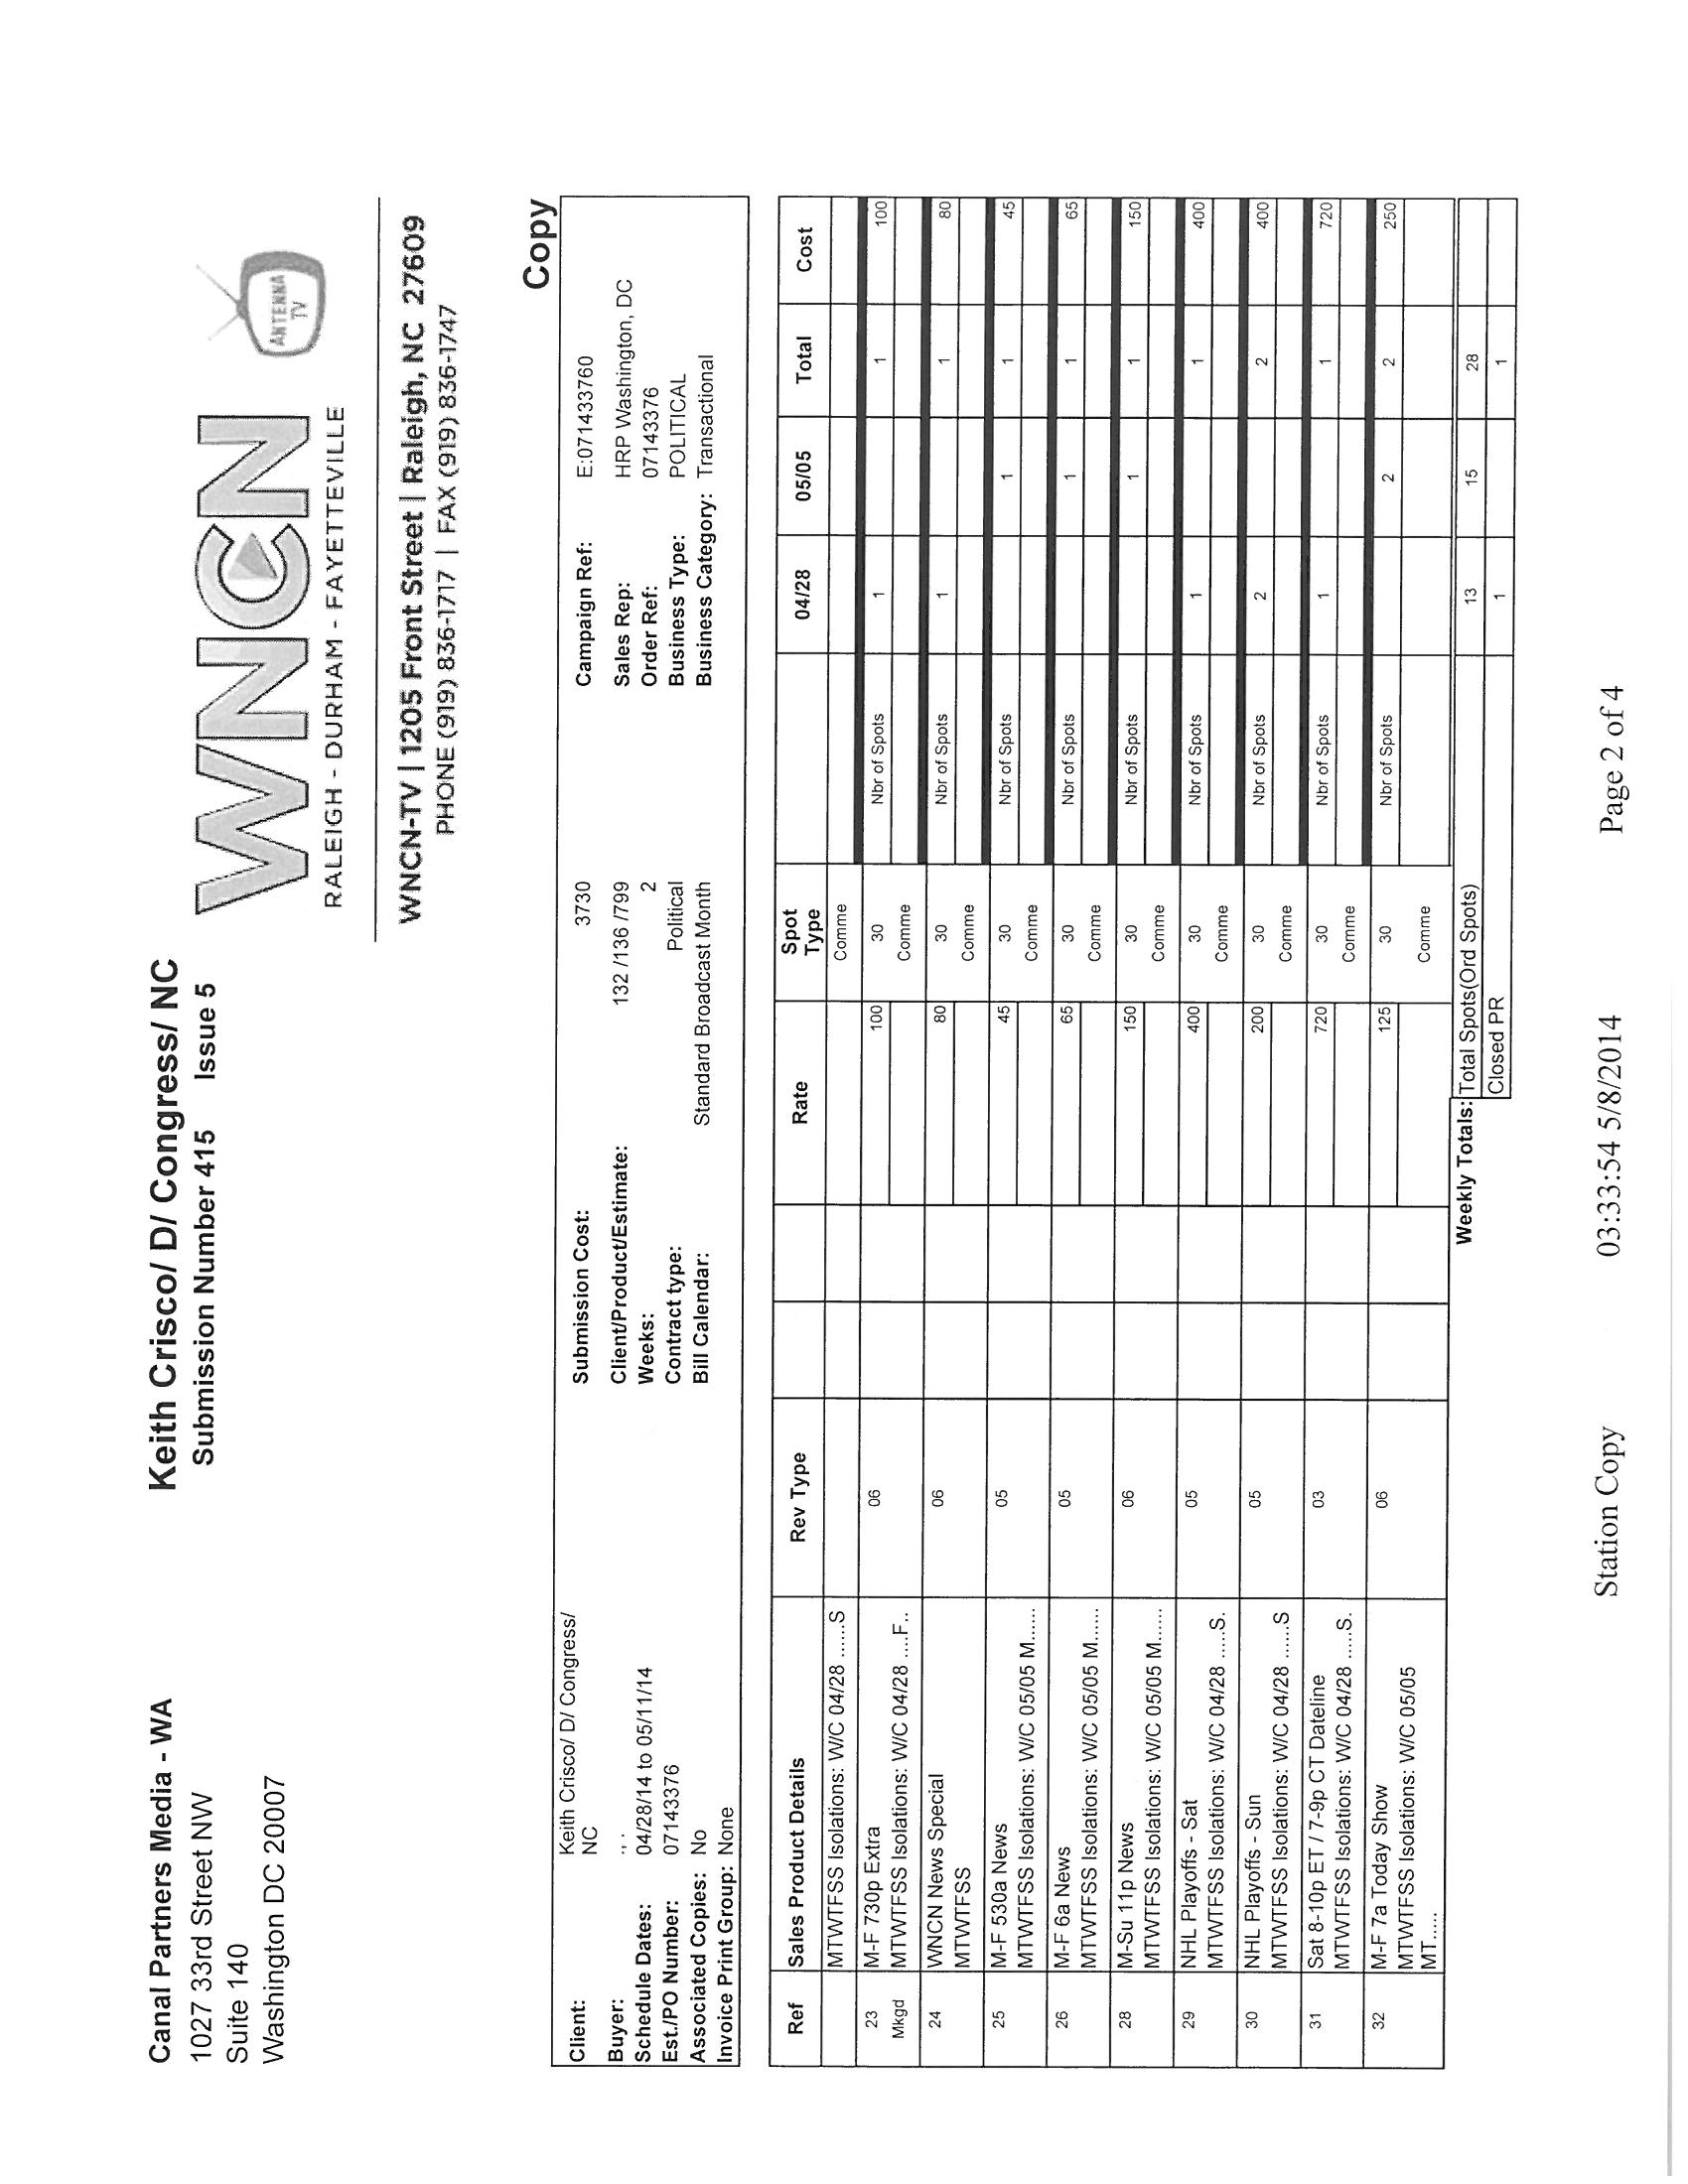 Canal Partners Media - WA
1027 33rd Street NW
Suite 140
Washington DC 20007
Keith Crisco/ D/ Congress/ NC
Submission Number 415 Issue 5
WNCN
ANTENNA
TV
RALEIGH - DURHAM - FAYETTEVILLE
WNCN-TV | 1205 Front Street | Raleigh, NC 27609
PHONE (919) 836-1717 | FAX (919) 836-1747
Copy
Client: Keith Crisco/ D/ Congress/ Submission Cost: 3730 Campaign Ref: E:071433760
NC
Buyer: ., . Client/Product/Estimate: 132 /136 /799 Sales Rep: HRP Washington, DC
Schedule Dates: 04/28/14 to 05/11/14 Weeks: 2 Order Ref: 07143376
Est./PO Number: 07143376 Contract type: Political Business Type: POLITICAL
Associated Copies: No Bill Calendar: Standard Broadcast Month Business Category: Transactional
Invoice Print Group: None
Ref Sales Product Details Rev Type Rate Spot Type 04/28 05/05 Total Cost
MTWTFSS Isolations: W/C 04/28 ......S Comme
23 M-F 730p Extra 06 100 30 Nbr of Spots 1 1 100
Mkgd MTWTFSS Isolations: W/C 04/28 ....F.. Comme
24 WNCN News Special 06 80 30 Nbr of Spots 1 1 80
MTWTFSS Comme
25 M-F 530a News 05 45 30 Nbr of Spots 1 1 45
MTWTFSS Isolations: W/C 05/05 M...... Comme
26 M-F 6a News 05 65 30 Nbr of Spots 1 1 65
MTWTFSS Isolations: W/C 05/05 M...... Comme
28 M-Su 11p News 06 150 30 Nbr of Spots 1 1 150
MTWTFSS Isolations: W/C 05/05 M...... Comme
29 NHL Playoffs - Sat 05 400 30 Nbr of Spots 1 1 400
MTWTFSS Isolations: W/C 04/28 .....S. Comme
30 NHL Playoffs - Sun 05 200 30 Nbr of Spots 2 2 400
MTWTFSS Isolations: W/C 04/28 ......S Comme
31 Sat 8-10p ET / 7-9p CT Dateline 03 720 30 Nbr of Spots 1 1 720
MTWTFSS Isolations: W/C 04/28 .....S. Comme
32 M-F 7a Today Show 06 125 30 Nbr of Spots 2 2 250
MTWTFSS Isolations: W/C 05/05
MT..... Comme
Weekly Totals: Total Spots(Ord Spots) 13 15 28
Closed PR 1 1
Station Copy 03:33:54 5/8/2014 Page 2 of 4